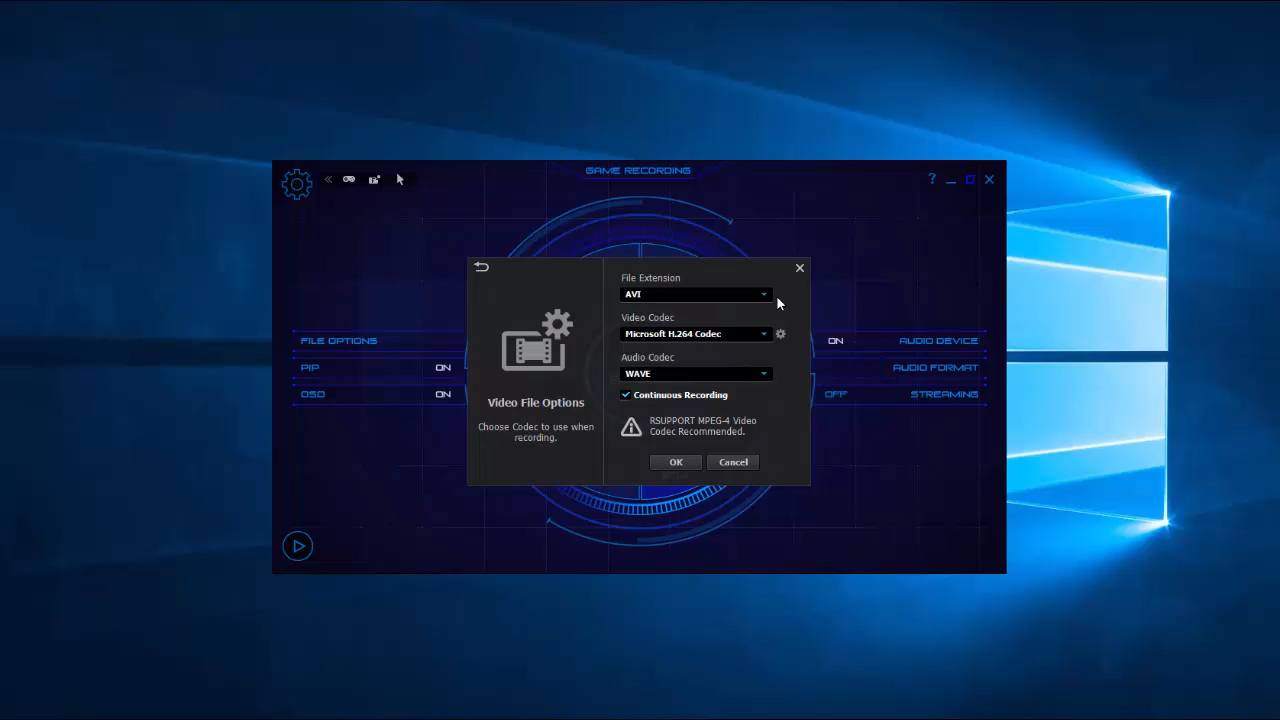 GAME RECORDING
?
File Extension
AVI
Video Codec
Microsoft H.264 Codec
Audio Codec
WAVE
Continuous Recording
RSUPPORT MPEG-4 Video
Codec Recommended.
OK Cancel
Video File Options
Choose Codec to use when
recording.
FILE OPTIONS
PIP ON
OSD ON
ON AUDIO DEVICE
AUDIO FORMAT
OFF STREAMING